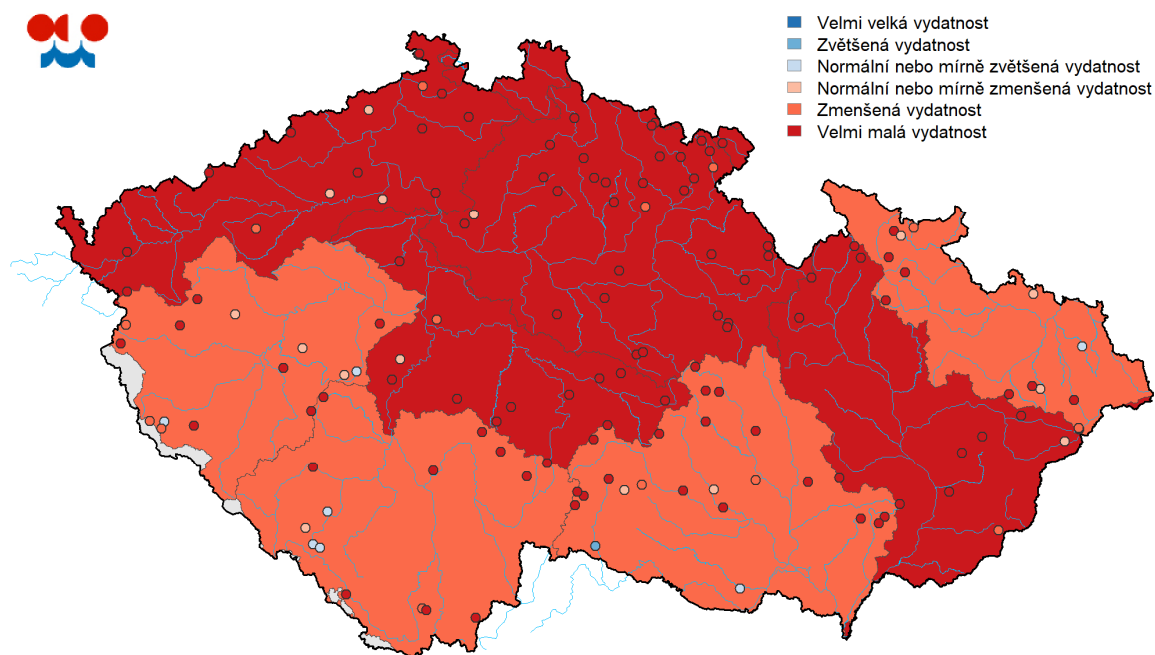 Velmi velká vydatnost
Zvětšená vydatnost
Normální nebo mírně zvětšená vydatnost
Normální nebo mírně zmenšená vydatnost
Zmenšená vydatnost
Velmi malá vydatnost